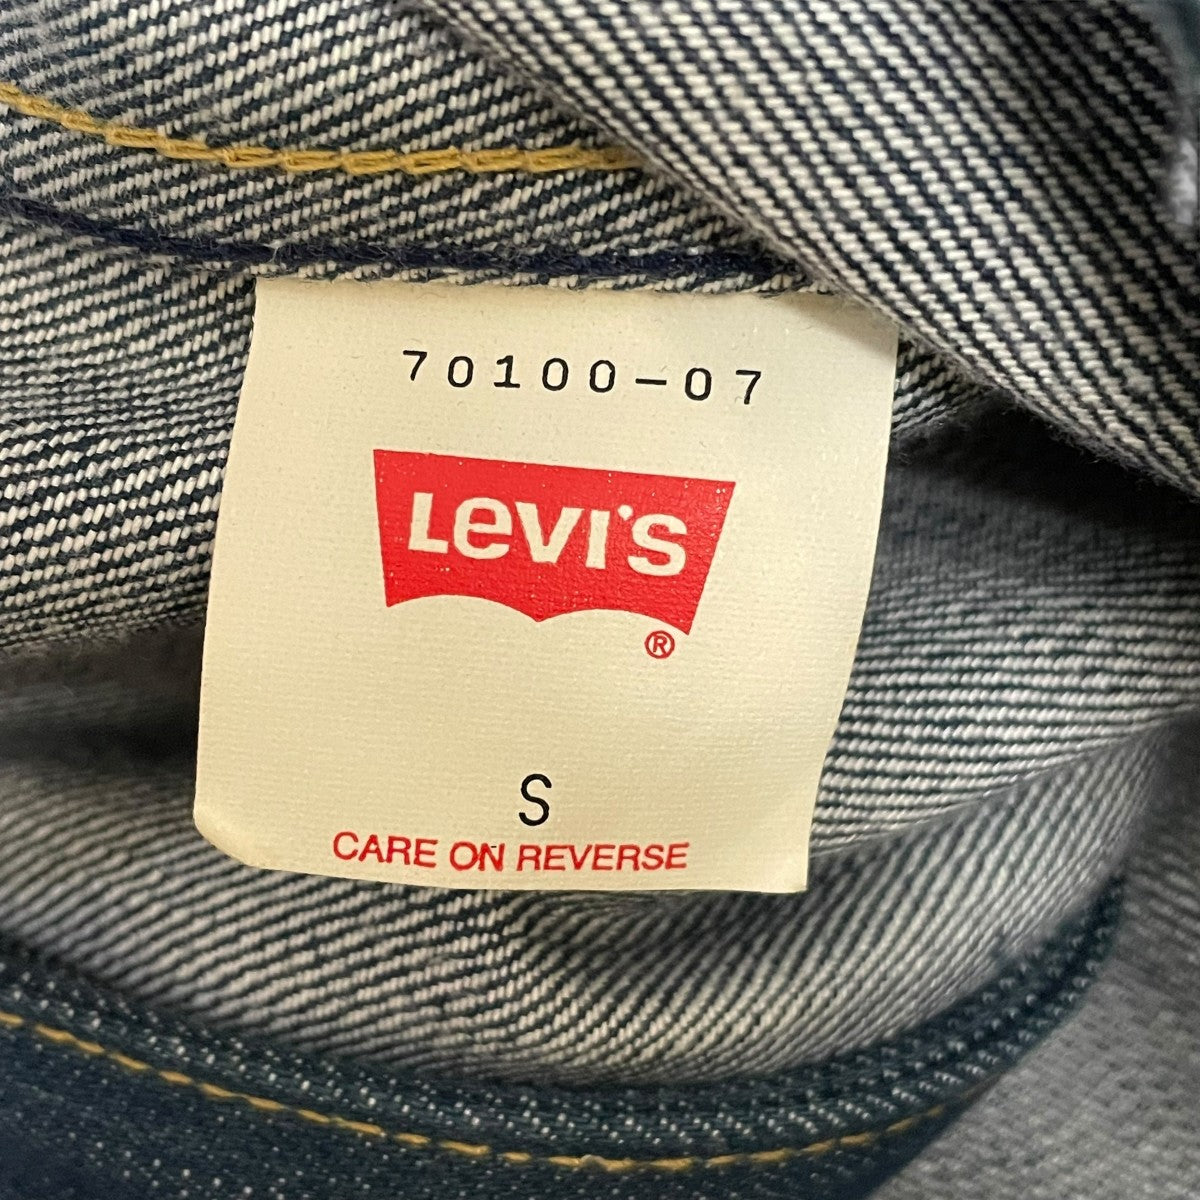 70100-07
LEVI'S
®
S
CARE ON REVERSE